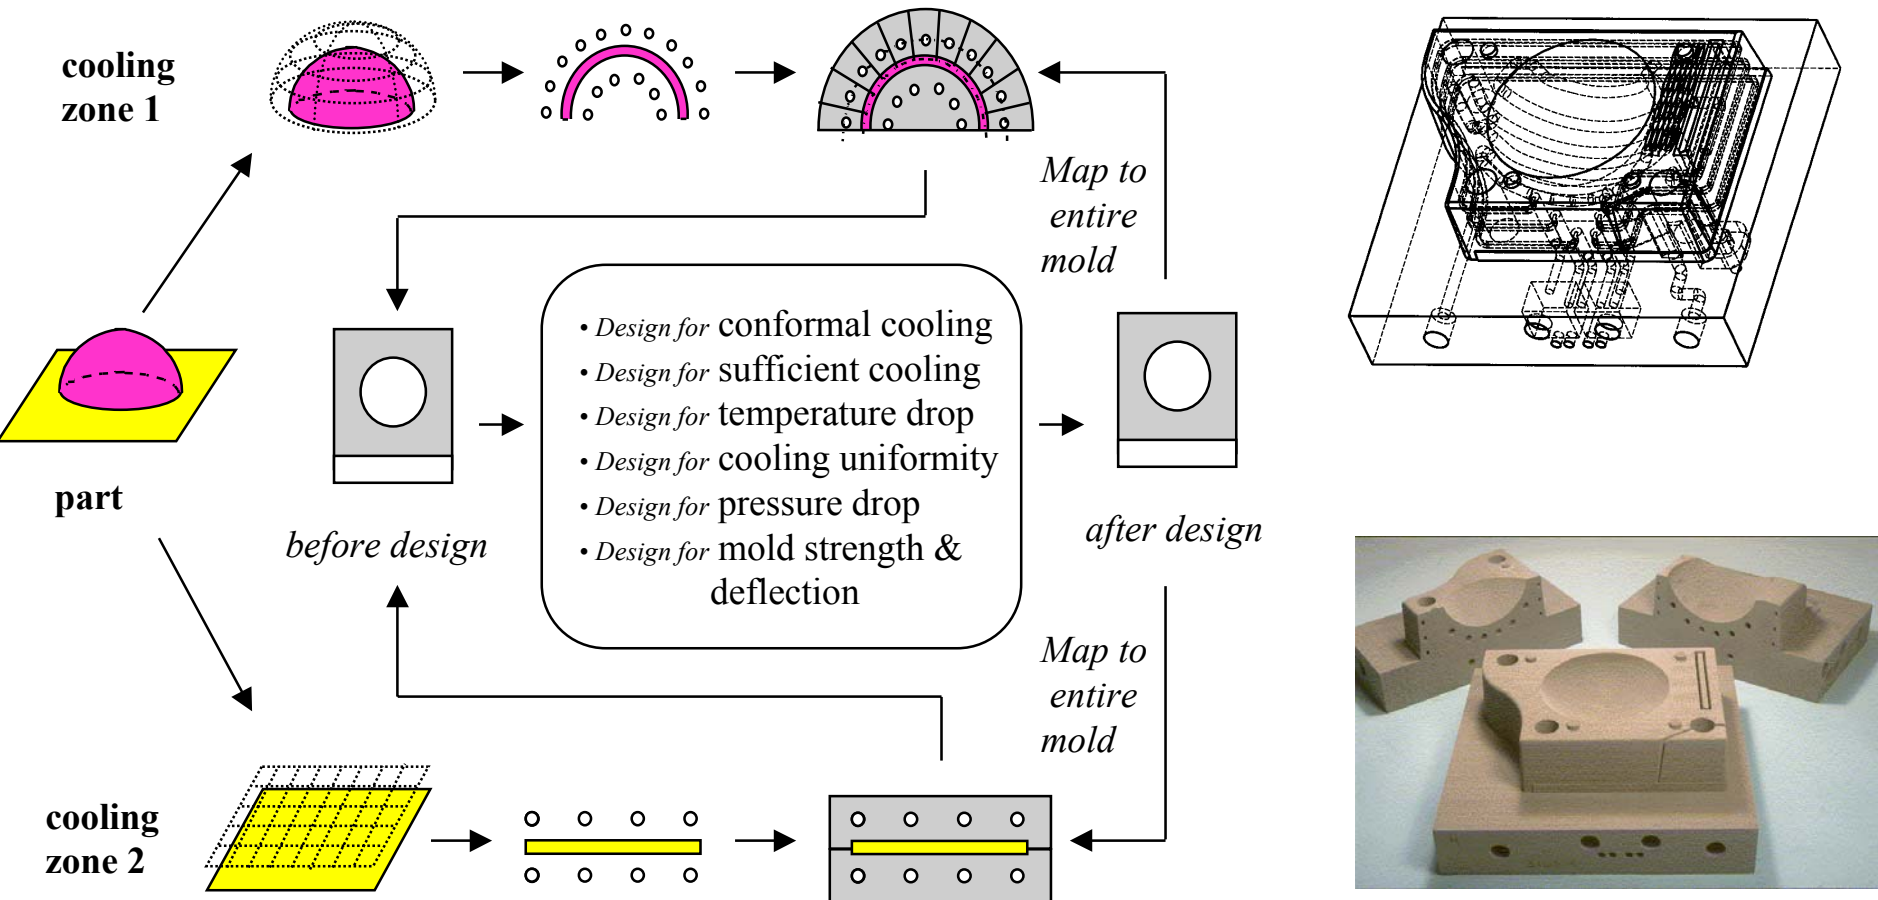 cooling
zone 1
Map to
entire
mold
• Design for conformal cooling
• Design for sufficient cooling
• Design for temperature drop
• Design for cooling uniformity
• Design for pressure drop
• Design for mold strength &
deflection
part
before design
after design
Map to
entire
mold
cooling
zone 2